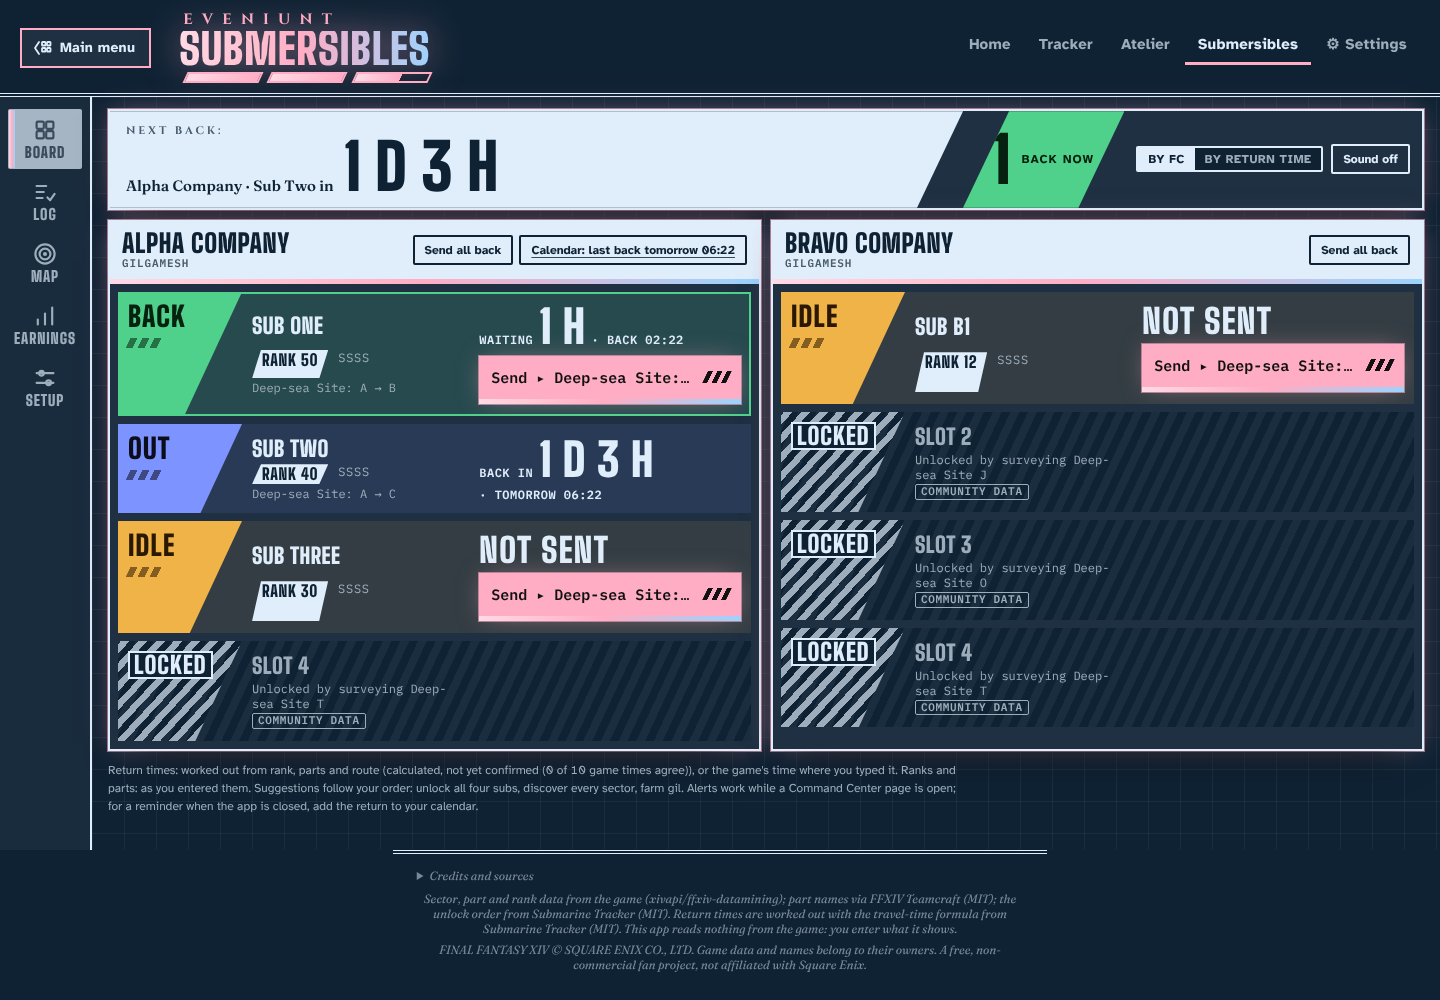 Main menu
EVENIUNT
SUBMERSIBLES
Home
Tracker
Atelier
Submersibles
⚙ Settings
BOARD
LOG
MAP
EARNINGS
SETUP
NEXT BACK:
Alpha Company · Sub Two in 1D3H
1 BACK NOW
BY FC
BY RETURN TIME
Sound off
ALPHA COMPANY
GILGAMESH
Send all back
Calendar: last back tomorrow 06:22
BACK
SUB ONE
RANK 50 SSSS
Deep-sea Site: A → B
WAITING 1H · BACK 02:22
Send ▸ Deep-sea Site:…
OUT
SUB TWO
RANK 40 SSSS
Deep-sea Site: A → C
BACK IN 1D3H
· TOMORROW 06:22
IDLE
SUB THREE
RANK 30 SSSS
NOT SENT
Send ▸ Deep-sea Site:…
LOCKED
SLOT 4
Unlocked by surveying Deep-
sea Site T
COMMUNITY DATA
BRAVO COMPANY
GILGAMESH
Send all back
IDLE
SUB B1
RANK 12 SSSS
NOT SENT
Send ▸ Deep-sea Site:…
LOCKED
SLOT 2
Unlocked by surveying Deep-
sea Site J
COMMUNITY DATA
LOCKED
SLOT 3
Unlocked by surveying Deep-
sea Site O
COMMUNITY DATA
LOCKED
SLOT 4
Unlocked by surveying Deep-
sea Site T
COMMUNITY DATA
Return times: worked out from rank, parts and route (calculated, not yet confirmed (0 of 10 game times agree)), or the game's time where you typed it. Ranks and
parts: as you entered them. Suggestions follow your order: unlock all four subs, discover every sector, farm gil. Alerts work while a Command Center page is open;
for a reminder when the app is closed, add the return to your calendar.
▶ Credits and sources
Sector, part and rank data from the game (xivapi/ffxiv-datamining); part names via FFXIV Teamcraft (MIT); the
unlock order from Submarine Tracker (MIT). Return times are worked out with the travel-time formula from
Submarine Tracker (MIT). This app reads nothing from the game: you enter what it shows.
FINAL FANTASY XIV © SQUARE ENIX CO., LTD. Game data and names belong to their owners. A free, non-
commercial fan project, not affiliated with Square Enix.